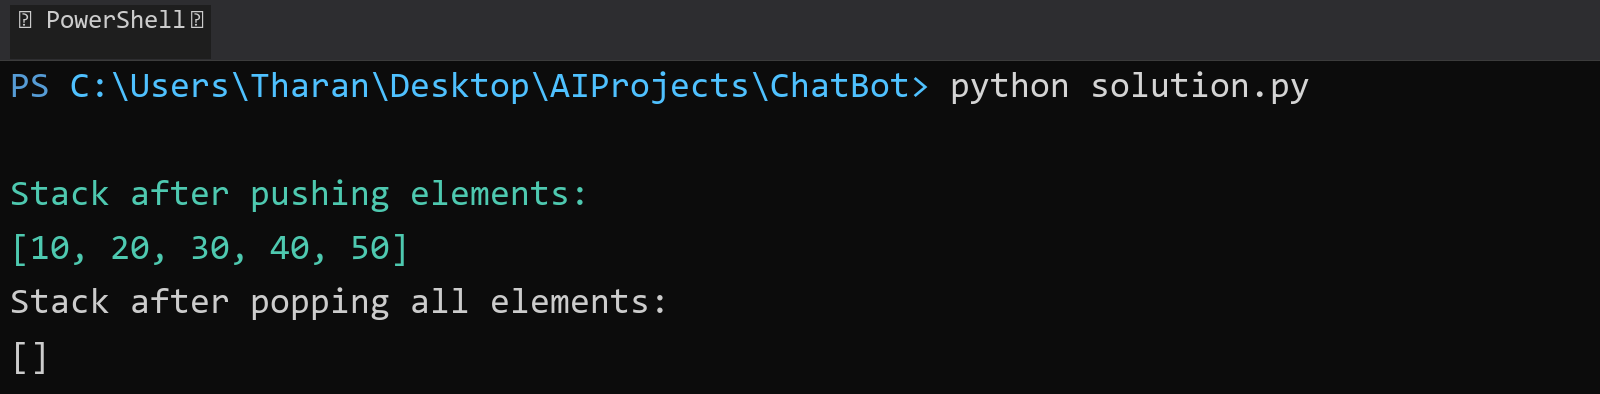 PowerShell
PS C:\Users\Tharan\Desktop\AIProjects\ChatBot> python solution.py
Stack after pushing elements:
[10, 20, 30, 40, 50]
Stack after popping all elements:
[]